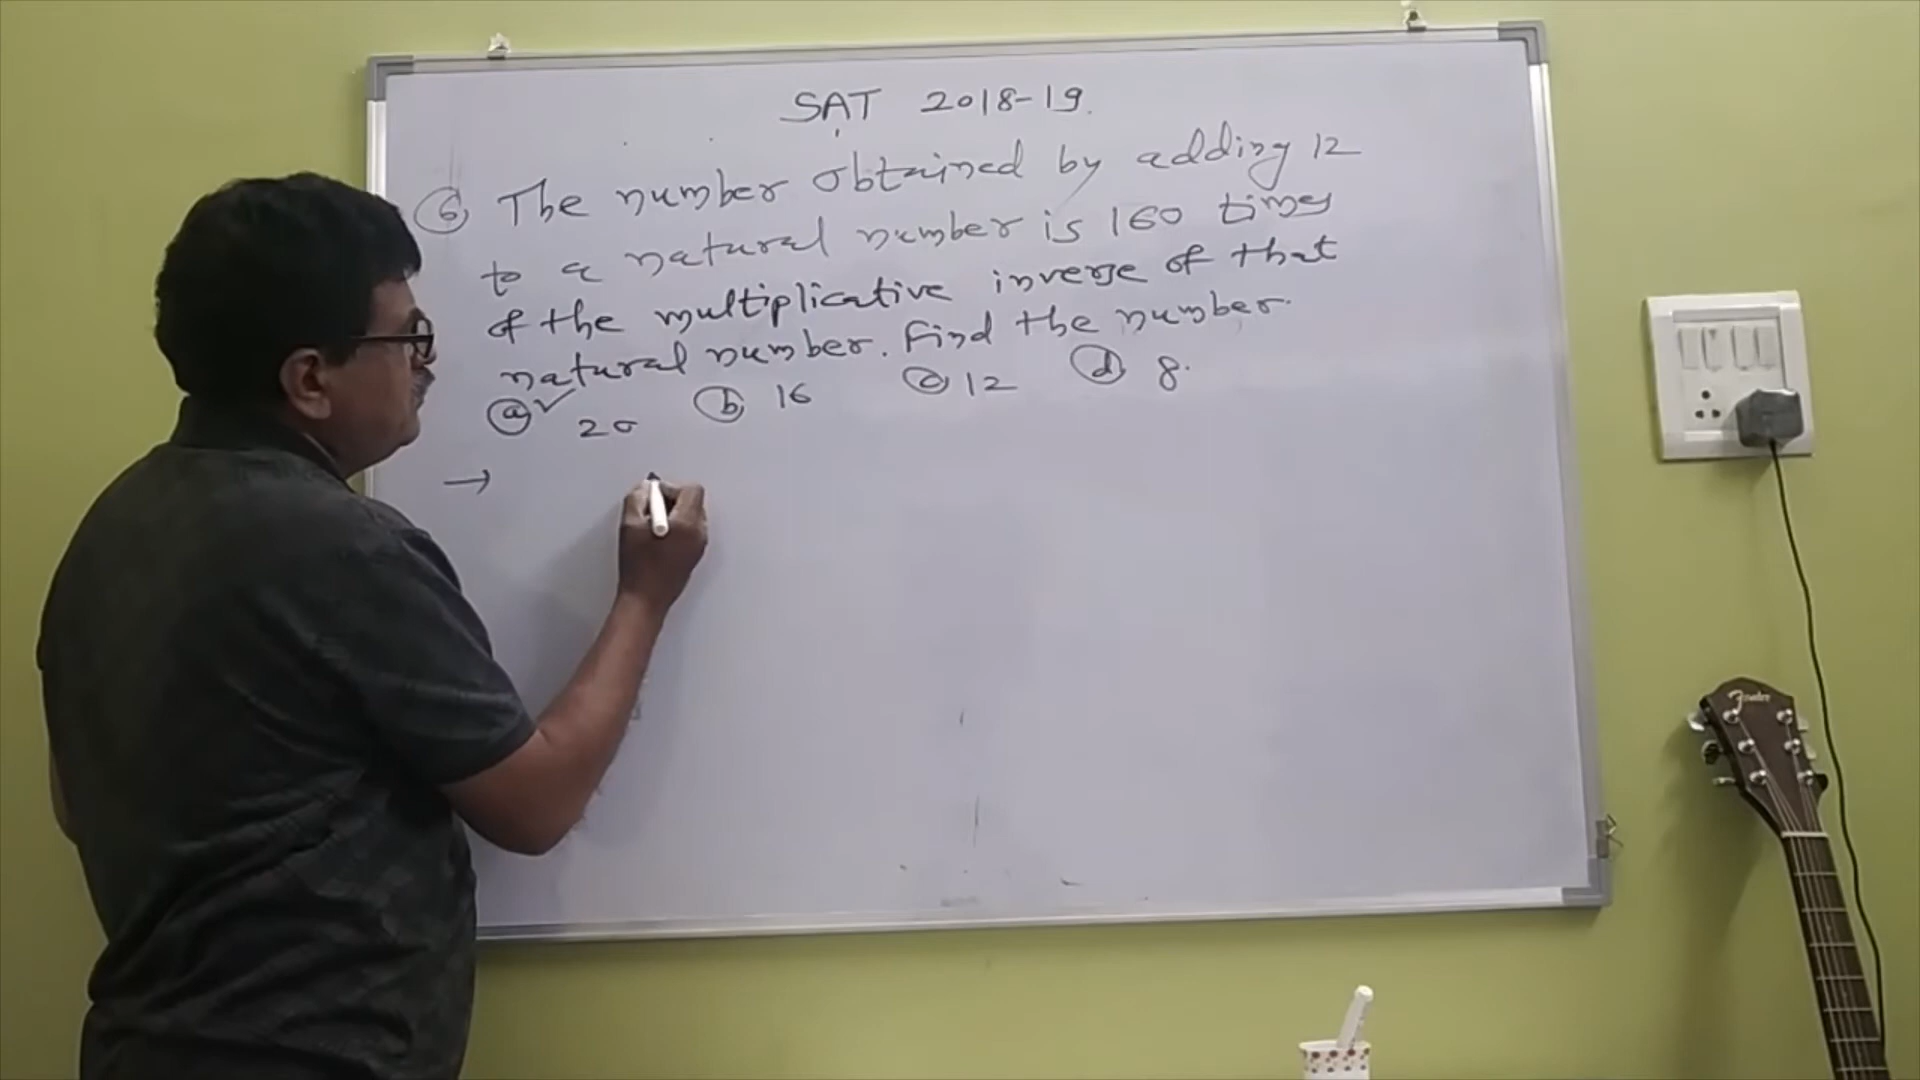 SAT 2018-19.
6 The number obtained by adding 12
to a natural number is 160 times
of the multiplicative inverse of that
natural number. Find the number.
a ✓ 20 b 16 c 12 d 8.
→
Fender